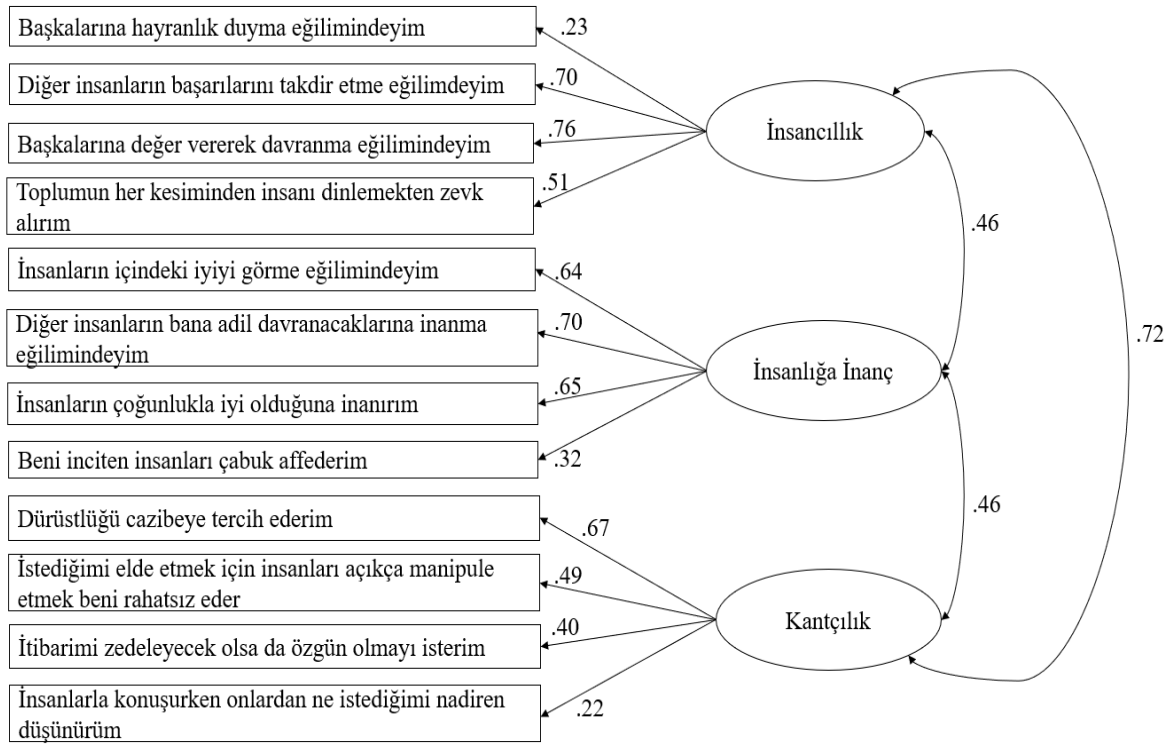 Başkalarına hayranlık duyma eğilimindeyim
.23
Diğer insanların başarılarını takdir etme eğilimdeyim
.70
Başkalarına değer vererek davranma eğilimindeyim
.76
Toplumun her kesiminden insanı dinlemekten zevk
alırım
.51
İnsancıllık
.46
İnsanların içindeki iyiyi görme eğilimindeyim
.64
Diğer insanların bana adil davranacaklarına inanma
eğilimindeyim
.70
İnsanların çoğunlukla iyi olduğuna inanırım
.65
Beni inciten insanları çabuk affederim
.32
İnsanlığa İnanç
.72
.46
Dürüstlüğü cazibeye tercih ederim
.67
İstediğimi elde etmek için insanları açıkça manipule
etmek beni rahatsız eder
.49
İtibarimi zedeleyecek olsa da özgün olmayı isterim
.40
İnsanlarla konuşurken onlardan ne istediğimi nadiren
düşünürüm
.22
Kantçılık